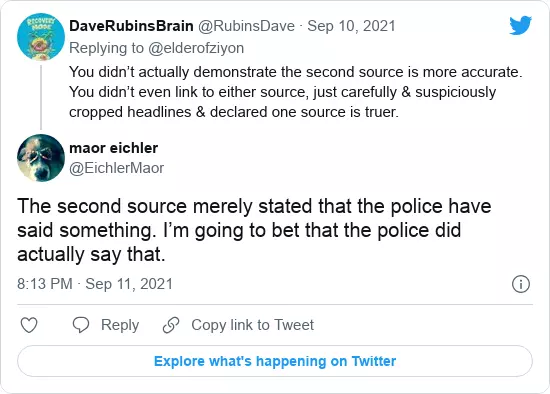 DaveRubinsBrain @RubinsDave · Sep 10, 2021
Replying to @elderofziyon
You didn’t actually demonstrate the second source is more accurate.
You didn’t even link to either source, just carefully & suspiciously
cropped headlines & declared one source is truer.
maor eichler
@EichlerMaor
The second source merely stated that the police have
said something. I’m going to bet that the police did
actually say that.
8:13 PM · Sep 11, 2021
Reply
Copy link to Tweet
Explore what's happening on Twitter